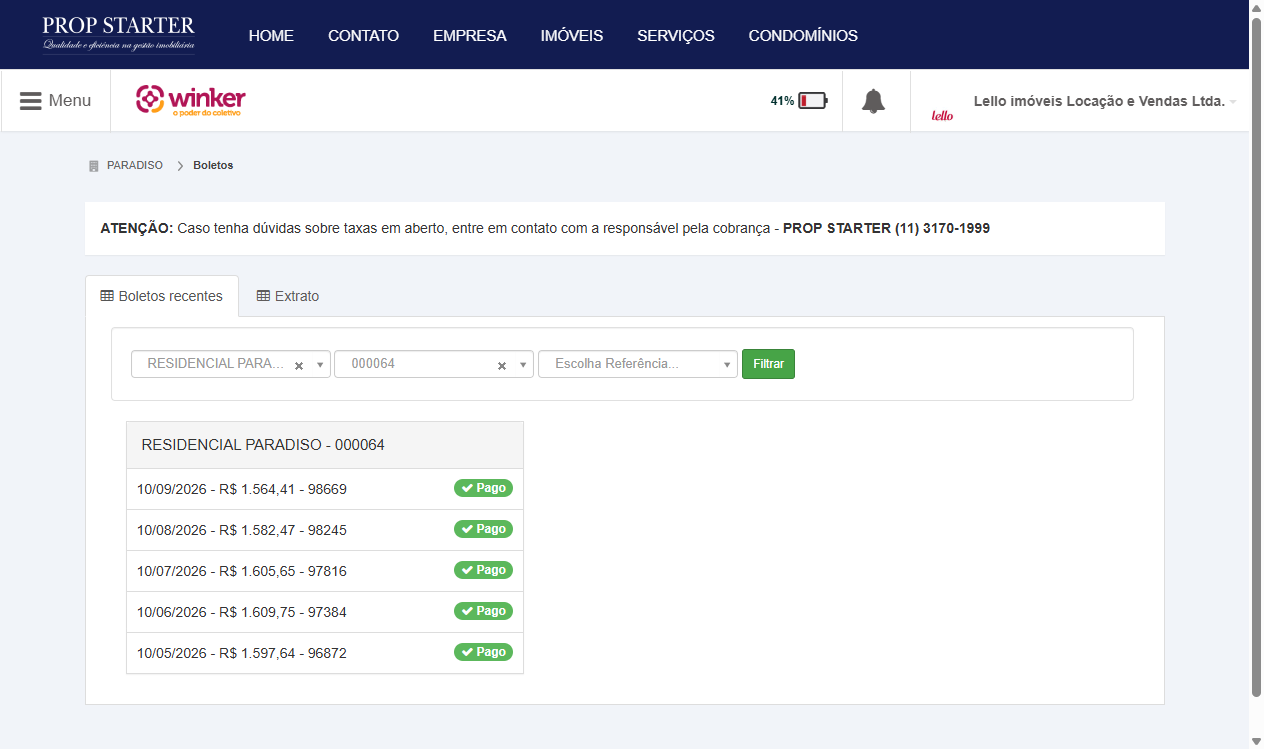 PROP STARTER
Qualidade e eficiência na gestão imobiliária
HOME CONTATO EMPRESA IMÓVEIS SERVIÇOS CONDOMÍNIOS
Menu
winker
o poder do coletivo
41%
lello
Lello imóveis Locação e Vendas Ltda.
PARADISO
Boletos
ATENÇÃO: Caso tenha dúvidas sobre taxas em aberto, entre em contato com a responsável pela cobrança - PROP STARTER (11) 3170-1999
Boletos recentes
Extrato
RESIDENCIAL PARA... × 000064 × Escolha Referência... Filtrar
RESIDENCIAL PARADISO - 000064
10/09/2026 - R$ 1.564,41 - 98669 Pago
10/08/2026 - R$ 1.582,47 - 98245 Pago
10/07/2026 - R$ 1.605,65 - 97816 Pago
10/06/2026 - R$ 1.609,75 - 97384 Pago
10/05/2026 - R$ 1.597,64 - 96872 Pago